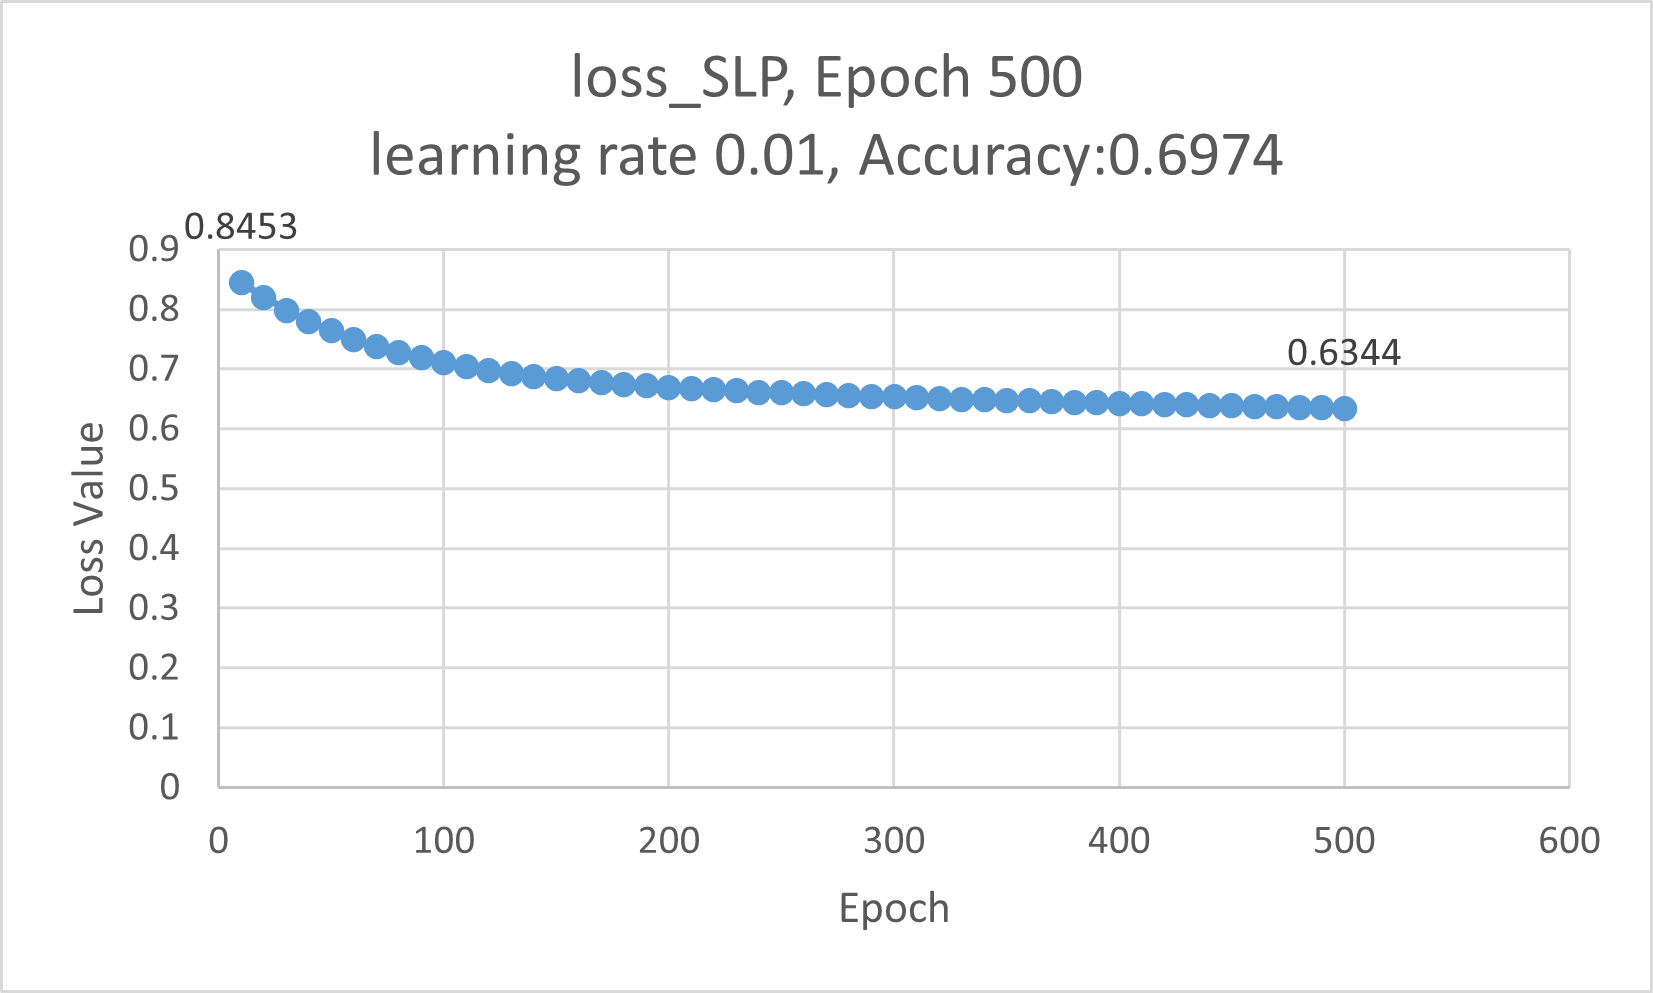 loss_SLP, Epoch 500
learning rate 0.01, Accuracy:0.6974
0.8453
0.6344
0.9
0.8
0.7
0.6
0.5
0.4
0.3
0.2
0.1
0
Loss Value
0 100 200 300 400 500 600
Epoch